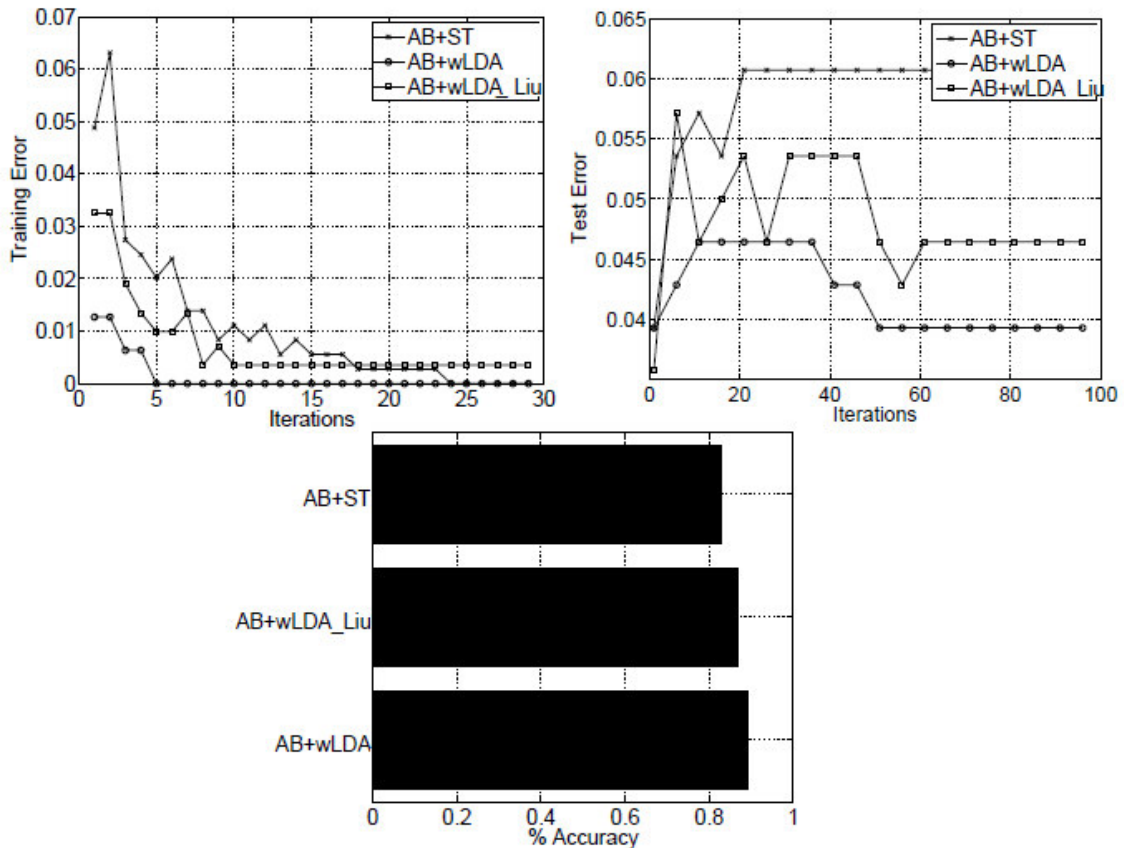 0.07
0.06
0.05
0.04
0.03
0.02
0.01
0
0
5
10
15
20
25
30
Training Error
Iterations
AB+ST
AB+wLDA
AB+wLDA_Liu
0.065
0.06
0.055
0.05
0.045
0.04
0
20
40
60
80
100
Test Error
Iterations
AB+ST
AB+wLDA
AB+wLDA Liu
AB+ST
AB+wLDA_Liu
AB+wLDA
0
0.2
0.4
0.6
0.8
1
% Accuracy